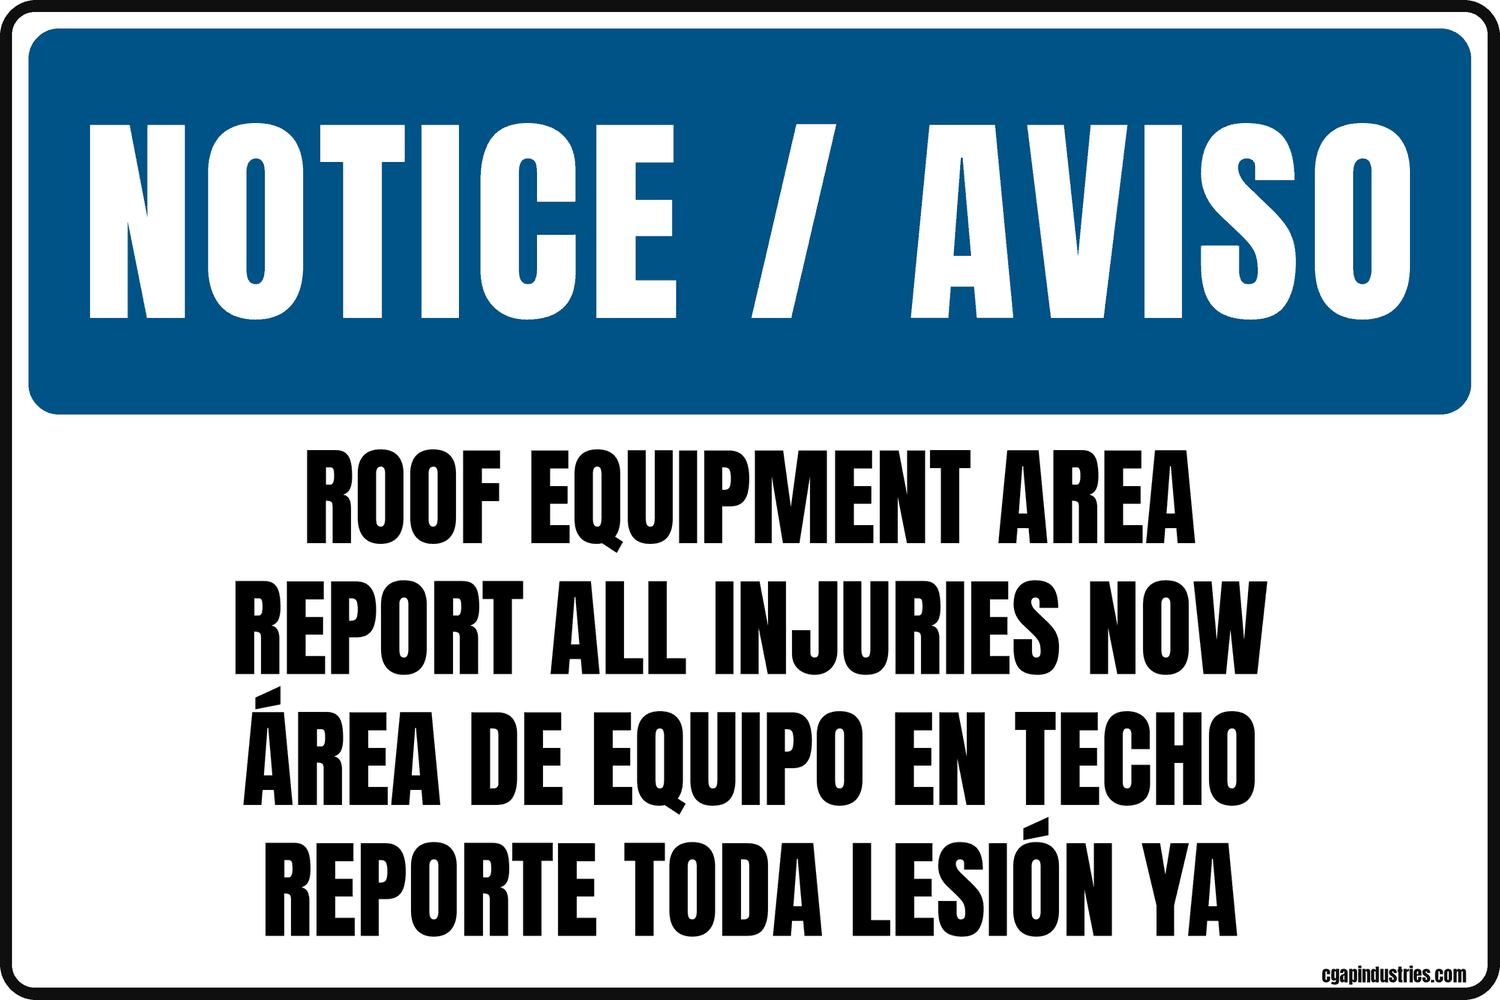 NOTICE / AVISO
ROOF EQUIPMENT AREA
REPORT ALL INJURIES NOW
ÁREA DE EQUIPO EN TECHO
REPORTE TODA LESIÓN YA
cgapindustries.com